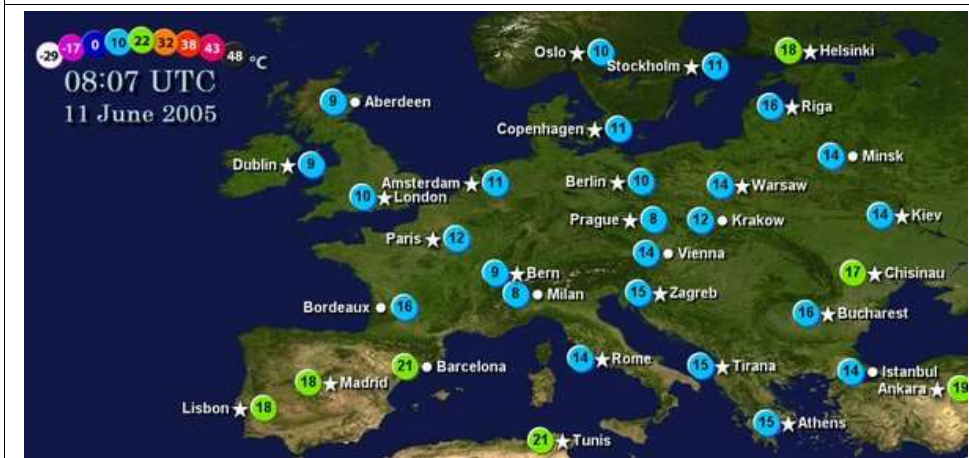 -29 -17 0 10 22 32 38 43 48 °C
08:07 UTC
11 June 2005
Oslo 10
Stockholm 11
18 Helsinki
9 Aberdeen
16 Riga
Copenhagen 11
Dublin 9
14 Minsk
Amsterdam 11
10 London
Berlin 10
14 Warsaw
Prague 8
12 Krakow
14 Kiev
Paris 12
14 Vienna
9 Bern
8 Milan
15 Zagreb
17 Chisinau
Bordeaux 16
16 Bucharest
14 Rome
15 Tirana
21 Barcelona
14 Istanbul
18 Madrid
Ankara 19
Lisbon 18
15 Athens
21 Tunis